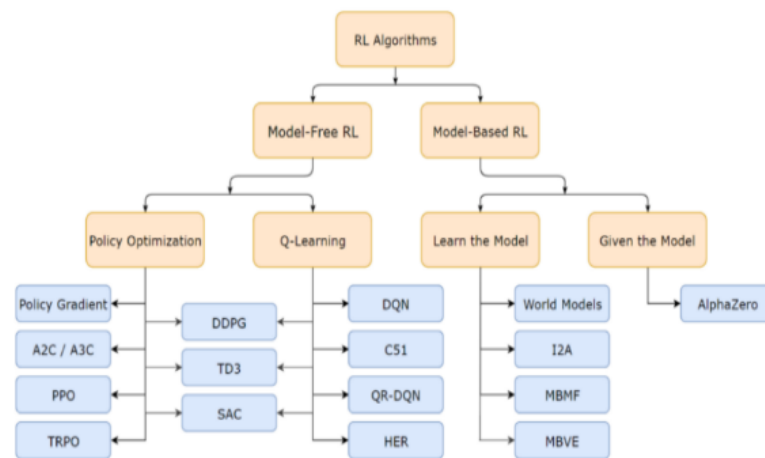 RL Algorithms
Model-Free RL
Model-Based RL
Policy Optimization
Q-Learning
Learn the Model
Given the Model
Policy Gradient
DQN
World Models
AlphaZero
DDPG
A2C / A3C
C51
I2A
TD3
PPO
QR-DQN
MBMF
SAC
TRPO
HER
MBVE